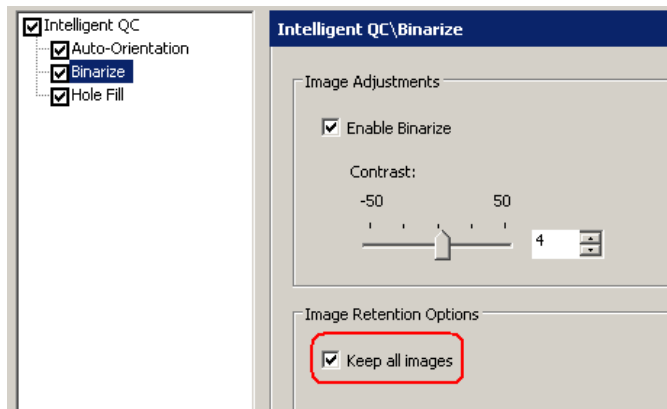 Intelligent QC
Auto-Orientation
Binarize
Hole Fill
Intelligent QC\Binarize
Image Adjustments
Enable Binarize
Contrast:
-50 50
4
Image Retention Options
Keep all images